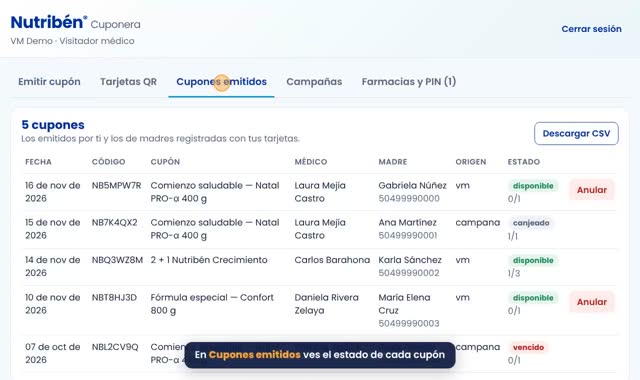 Nutribén® Cuponera
VM Demo · Visitador médico
Cerrar sesión
Emitir cupón Tarjetas QR Cupones emitidos Campañas Farmacias y PIN (1)
5 cupones
Los emitidos por ti y los de madres registradas con tus tarjetas.
Descargar CSV
FECHA CÓDIGO CUPÓN MÉDICO MADRE ORIGEN ESTADO
16 de nov de 2026 NB5MPW7R Comienzo saludable — Natal PRO-α 400 g Laura Mejía Castro Gabriela Núñez 50499990000 vm disponible 0/1 Anular
15 de nov de 2026 NB7K4QX2 Comienzo saludable — Natal PRO-α 400 g Laura Mejía Castro Ana Martínez 50499990001 campana canjeado 1/1
14 de nov de 2026 NBQ3WZ8M 2 + 1 Nutribén Crecimiento Carlos Barahona Karla Sánchez 50499990002 vm disponible 1/3
10 de nov de 2026 NBT8HJ3D Fórmula especial — Confort 800 g Daniela Rivera Zelaya María Elena Cruz 50499990003 vm disponible 0/1 Anular
07 de oct de 2026 NBL2CV9Q campana vencido 0/1
En Cupones emitidos ves el estado de cada cupón